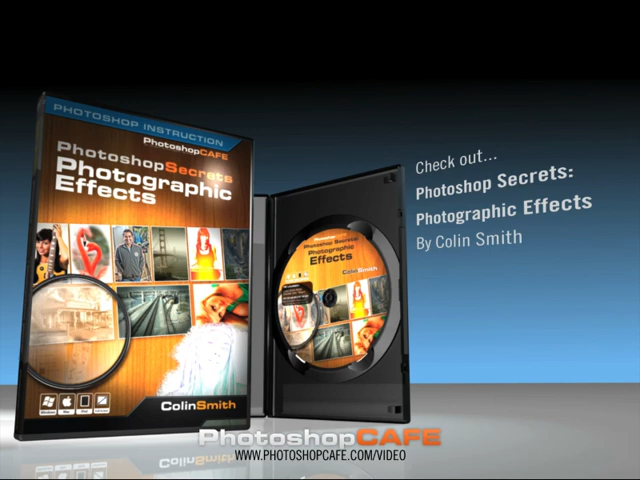 PHOTOSHOP INSTRUCTION
PhotoshopCAFE
PhotoshopSecrets
Photographic
Effects
ColinSmith
Photoshop Secrets
Photographic
Effects
ColinSmith
Check out...
Photoshop Secrets:
Photographic Effects
By Colin Smith
PhotoshopCAFE
WWW.PHOTOSHOPCAFE.COM/VIDEO